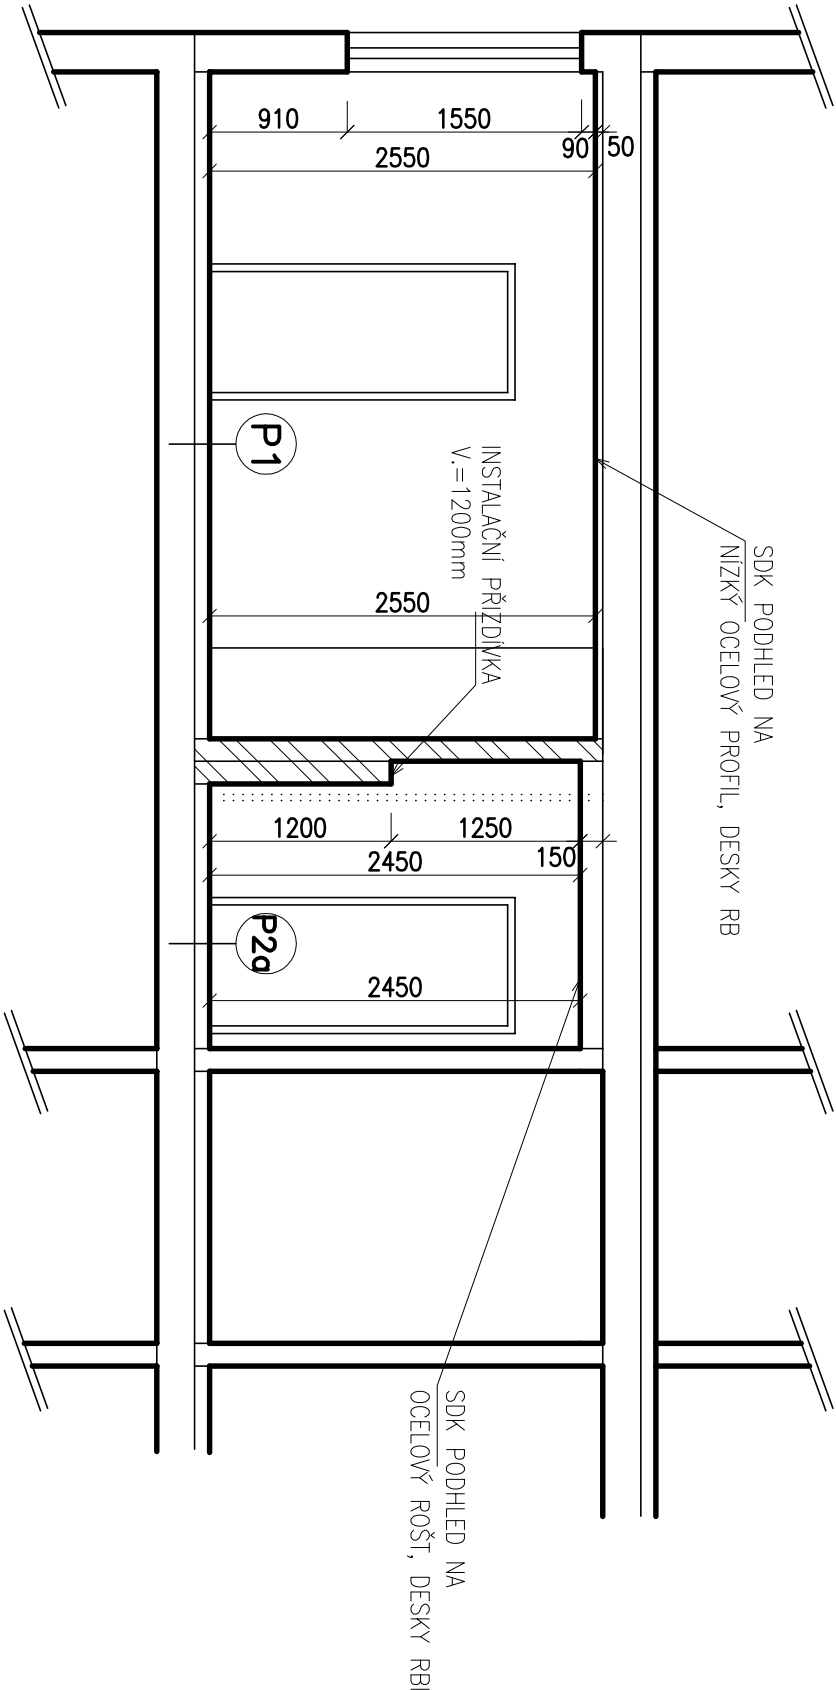 910
1550
90
50
2550
P1
INSTALAČNÍ PŘIZDÍVKA
V.=1200mm
SDK PODHLED NA
NÍZKÝ OCELOVÝ PROFIL, DESKY RB
2550
1200
1250
150
2450
P2a
2450
SDK PODHLED NA
OCELOVÝ ROŠT, DESKY RBI